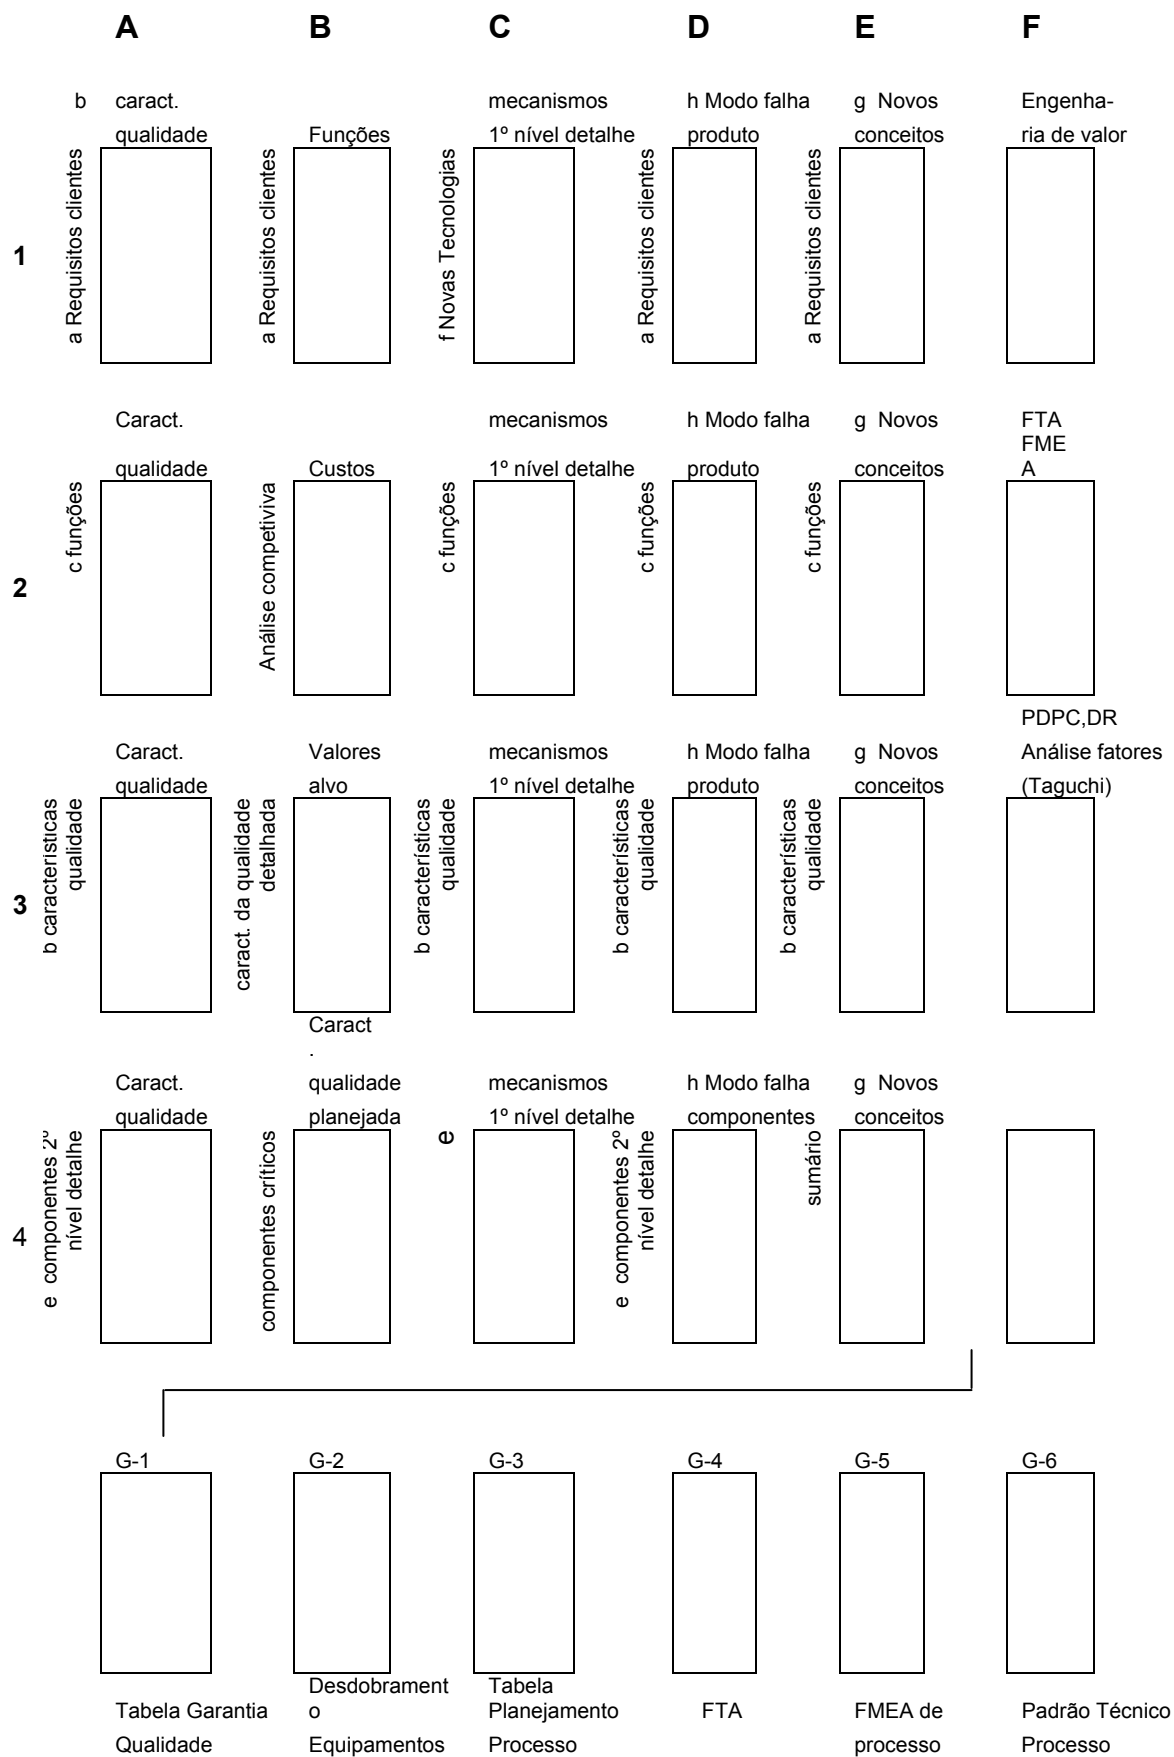 A B C D E F
b caract. mecanismos h Modo falha g Novos Engenha-
qualidade Funções 1º nível detalhe produto conceitos ria de valor
1
a Requisitos clientes
a Requisitos clientes
f Novas Tecnologias
a Requisitos clientes
a Requisitos clientes
Caract. mecanismos h Modo falha g Novos FTA
FME
qualidade Custos 1º nível detalhe produto conceitos A
2
c funções
Análise competiviva
c funções
c funções
c funções
PDPC,DR
Caract. Valores mecanismos h Modo falha g Novos Análise fatores
qualidade alvo 1º nível detalhe produto conceitos (Taguchi)
3
b características
qualidade
caract. da qualidade
detalhada
b características
qualidade
b características
qualidade
b características
qualidade
Caract
.
Caract. qualidade mecanismos h Modo falha g Novos
qualidade planejada 1º nível detalhe componentes conceitos
4
e componentes 2º
nível detalhe
componentes críticos
e
e componentes 2º
nível detalhe
sumário
G-1 G-2 G-3 G-4 G-5 G-6
Desdobrament Tabela
Tabela Garantia o Planejamento FTA FMEA de Padrão Técnico
Qualidade Equipamentos Processo processo Processo